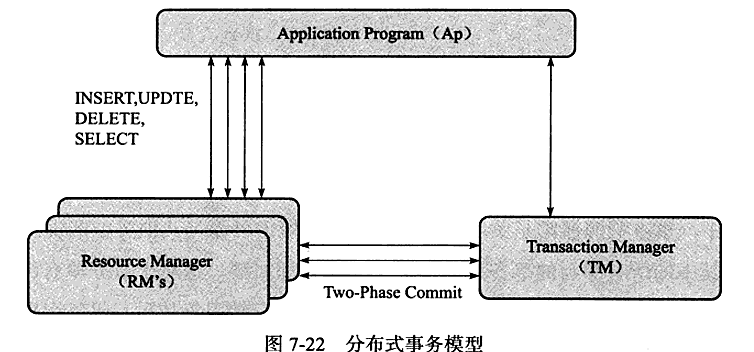 Application Program（Ap）
INSERT,UPDTE,
DELETE,
SELECT
Resource Manager
（RM's）
Transaction Manager
（TM）
Two-Phase Commit
图 7-22 分布式事务模型